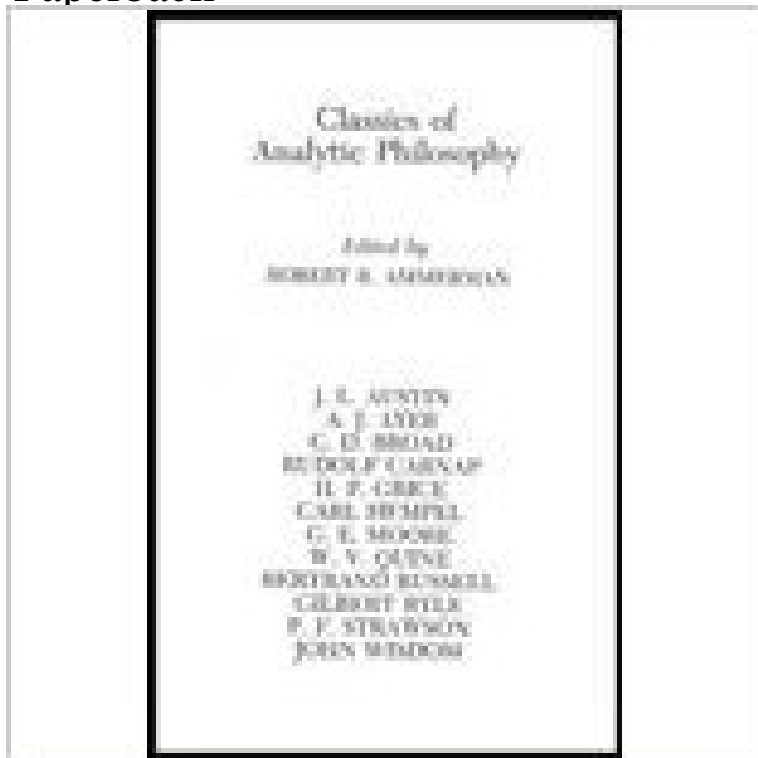 Classics of
Analytic Philosophy
Edited by
ROBERT R. AMMERMAN
J. L. AUSTIN
A. J. AYER
C. D. BROAD
RUDOLF CARNAP
H. P. GRICE
CARL HEMPEL
G. E. MOORE
W. V. QUINE
BERTRAND RUSSELL
GILBERT RYLE
P. F. STRAWSON
JOHN WISDOM